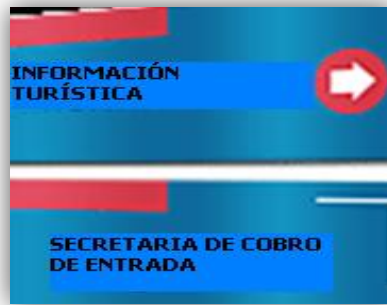 INFORMACIÓN
TURÍSTICA
SECRETARIA DE COBRO
DE ENTRADA